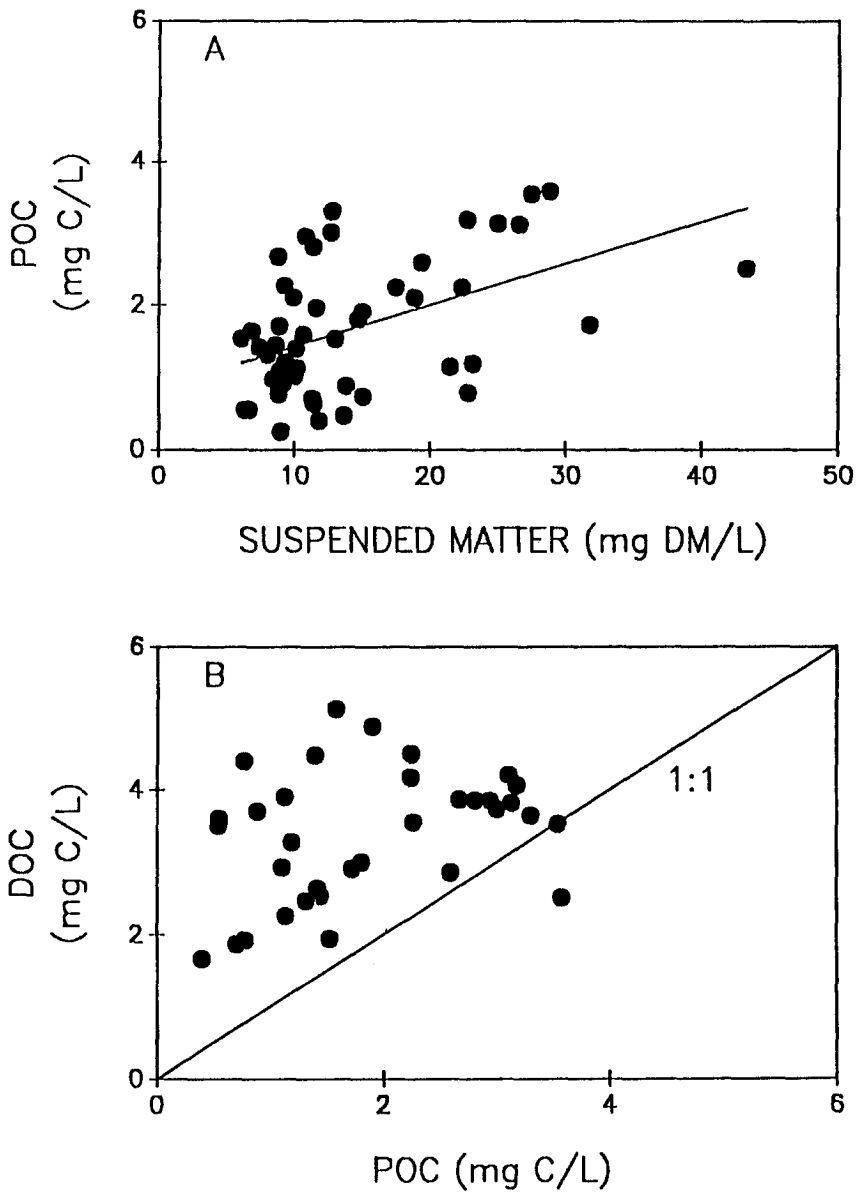 6
A
4
2
0
POC
(mg C/L)
0 10 20 30 40 50
SUSPENDED MATTER (mg DM/L)
6
B
4
1:1
2
0
DOC
(mg C/L)
0 2 4 6
POC (mg C/L)